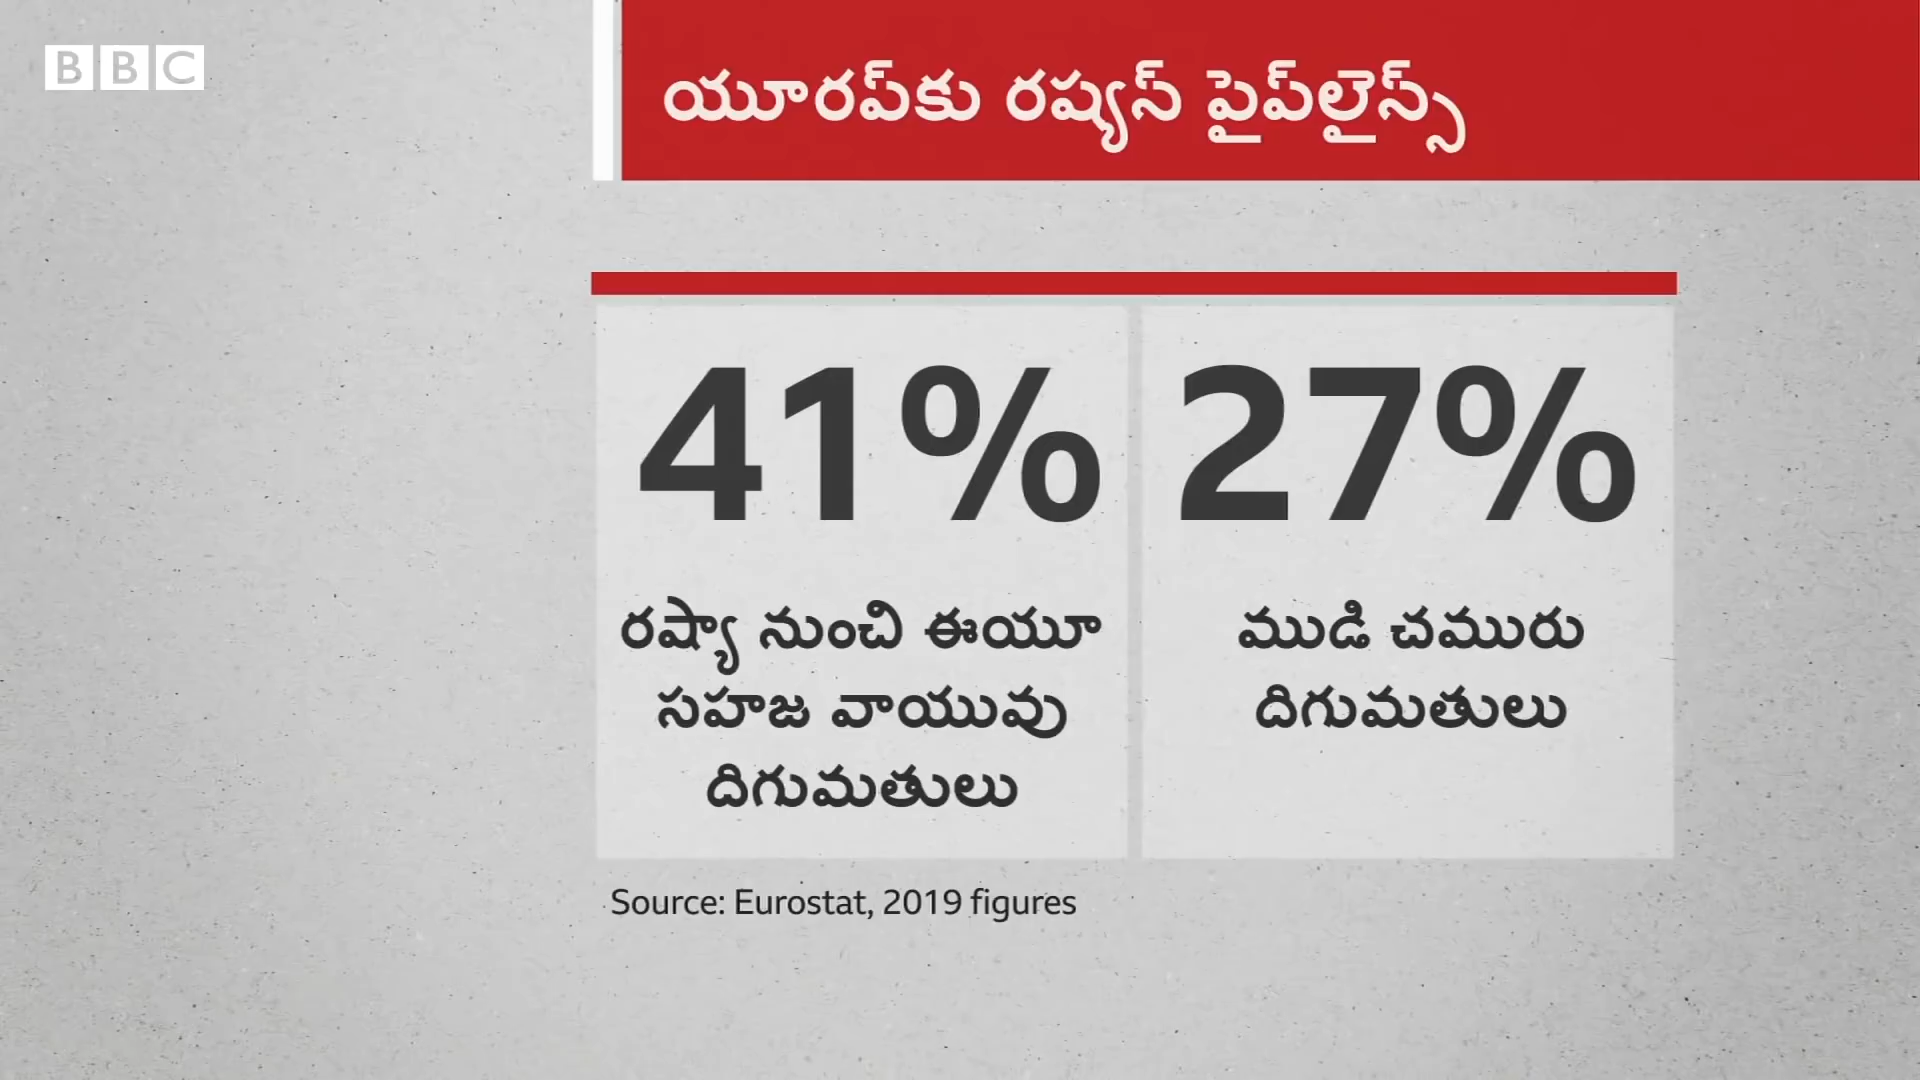 BBC
యూరప్‌కు రష్యన్ పైప్‌లైన్స్
41%
రష్యా నుంచి ఈయూ
సహజ వాయువు
దిగుమతులు
27%
ముడి చమురు
దిగుమతులు
Source: Eurostat, 2019 figures